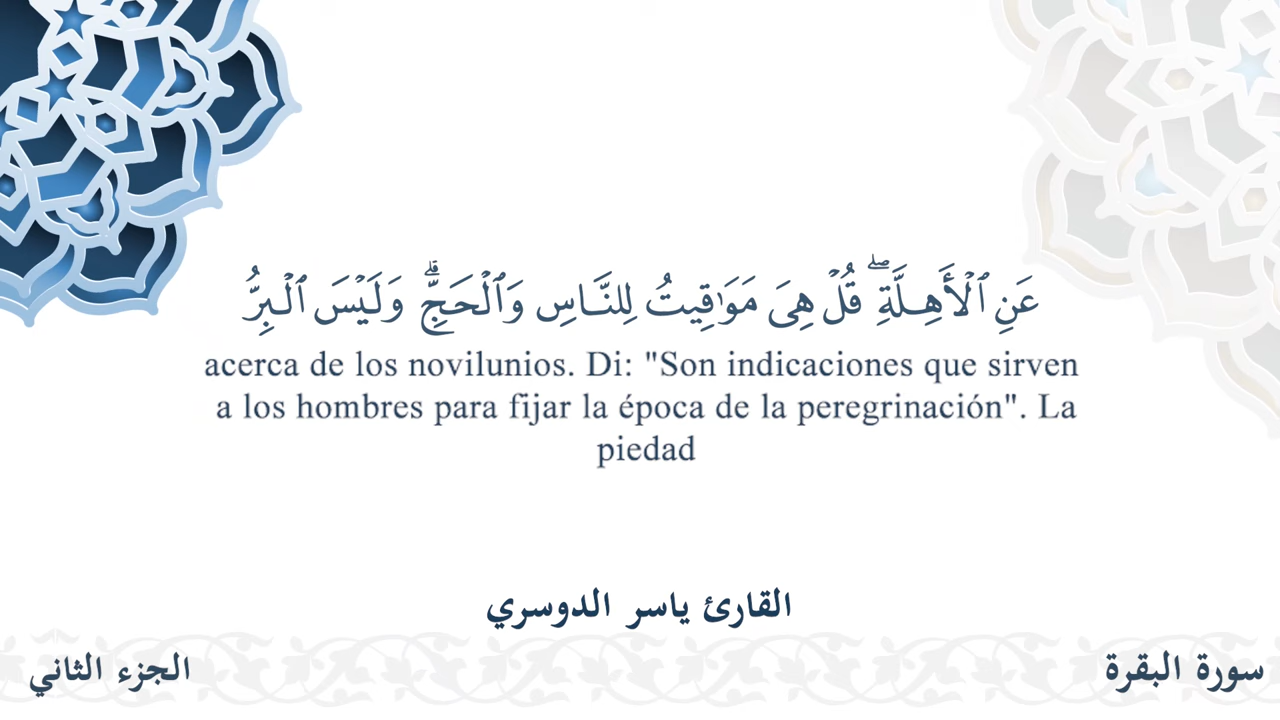 عَنِ ٱلْأَهِلَّةِ ۖ قُلْ هِىَ مَوَٰقِيتُ لِلنَّاسِ وَٱلْحَجِّ ۗ وَلَيْسَ ٱلْبِرُّ
acerca de los novilunios. Di: "Son indicaciones que sirven
a los hombres para fijar la época de la peregrinación". La
piedad
القارئ ياسر الدوسري
سورة البقرة
الجزء الثاني